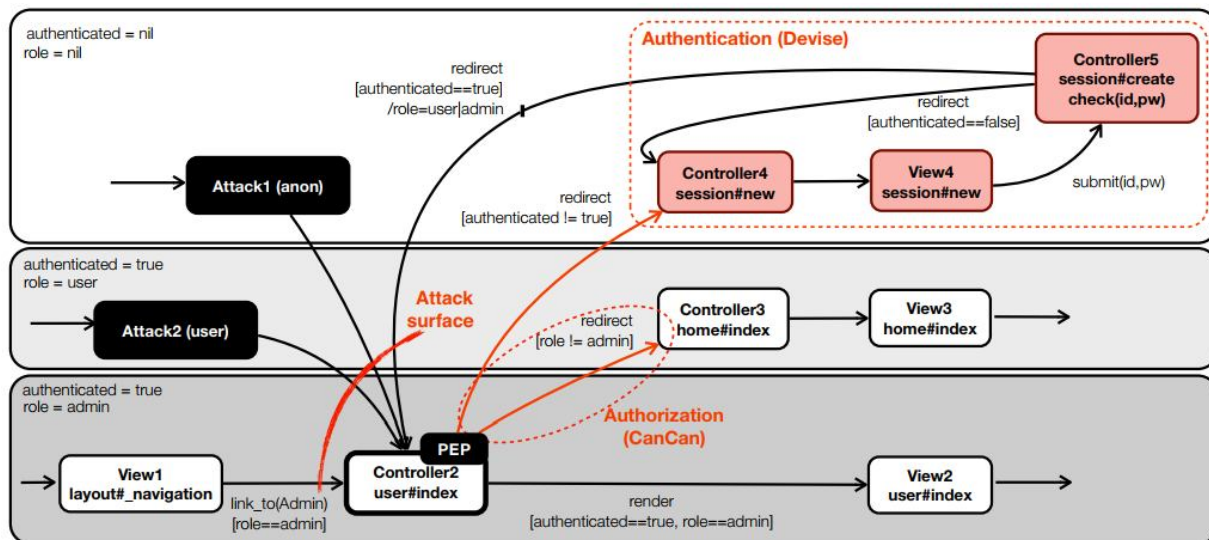 authenticated = nil
role = nil
Authentication (Devise)
Controller5
session#create
check(id,pw)
redirect
[authenticated==true]
/role=user|admin
redirect
[authenticated==false]
Attack1 (anon)
Controller4
session#new
View4
session#new
submit(id,pw)
redirect
[authenticated != true]
authenticated = true
role = user
Attack2 (user)
Attack
surface
redirect
[role != admin]
Controller3
home#index
View3
home#index
authenticated = true
role = admin
Authorization
(CanCan)
PEP
View1
layout#_navigation
link_to(Admin)
[role==admin]
Controller2
user#index
render
[authenticated==true, role==admin]
View2
user#index